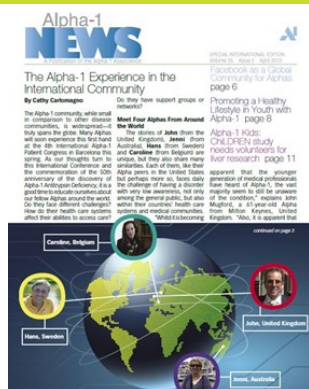 Alpha-1
NEWS
A Publication of the Alpha-1 Association
SPECIAL INTERNATIONAL EDITION
Volume 25 Issue 2 April 2013
The Alpha-1 Experience in the
International Community
By Cathy Carlomagno
The Alpha-1 community, while small
in comparison to other disease
communities, is widespread—it
truly spans the globe. Many Alphas
will soon experience this first hand
at the 4th International Alpha-1
Patient Congress in Barcelona this
spring. As our thoughts turn to
this International Conference and
the commemoration of the 50th
anniversary of the discovery of
Alpha-1 Antitrypsin Deficiency, it is a
good time to educate ourselves about
our fellow Alphas around the world.
Do they face different challenges?
How do their health care systems
affect their abilities to access care?
Do they have support groups or
networks?
Meet Four Alphas From Around
the World
The stories of John (from the
United Kingdom), Jenni (from
Australia), Hans (from Sweden)
and Caroline (from Belgium) are
unique, but they also share many
similarities. Each of them, like their
Alpha peers in the United States
but perhaps more so, faces daily
the challenge of having a disorder
with very low awareness, not only
among the general public, but also
within their countries' health care
systems and medical communities.
"Whilst it is becoming
Facebook as a Global
Community for Alphas
page 6
Promoting a Healthy
Lifestyle in Youth with
Alpha-1 page 8
Alpha-1 Kids:
ChiLDREN study
needs volunteers for
liver research page 11
apparent that the younger
generation of medical professionals
have heard of Alpha-1, the vast
majority seem to still be unaware
of the condition," explains John
Mugford, a 41-year-old Alpha
from Milton Keynes, United
Kingdom. "Also, it is apparent that
continued on page 3
Caroline, Belgium
Hans, Sweden
John, United Kingdom
Jenni, Australia